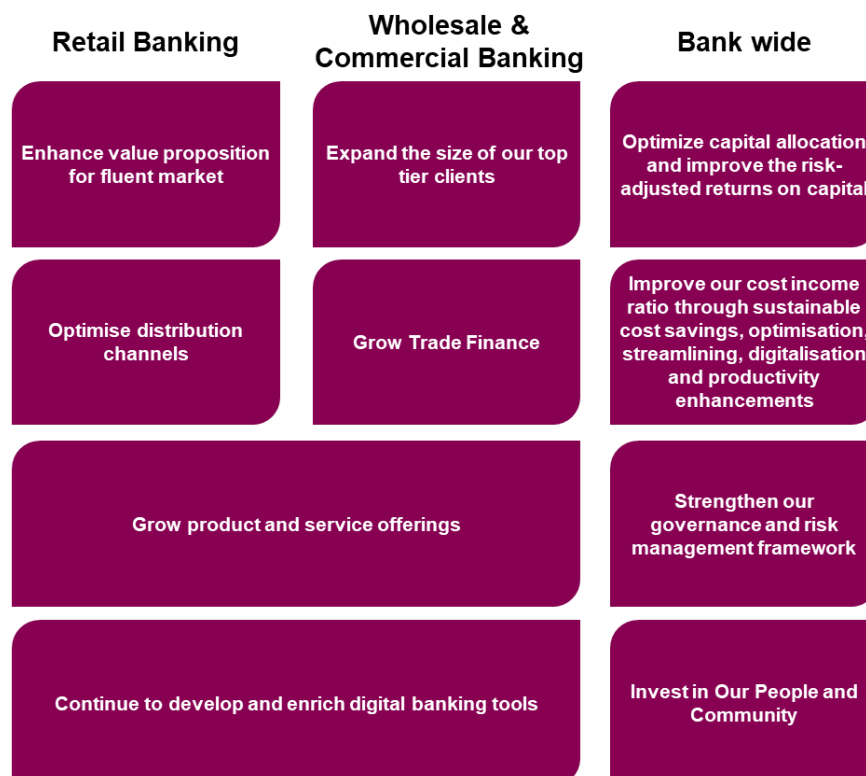 Retail Banking
Wholesale &
Commercial Banking
Bank wide
Enhance value proposition
for fluent market
Expand the size of our top
tier clients
Optimize capital allocation
and improve the risk-
adjusted returns on capital
Optimise distribution
channels
Grow Trade Finance
Improve our cost income
ratio through sustainable
cost savings, optimisation,
streamlining, digitalisation
and productivity
enhancements
Grow product and service offerings
Strengthen our
governance and risk
management framework
Continue to develop and enrich digital banking tools
Invest in Our People and
Community